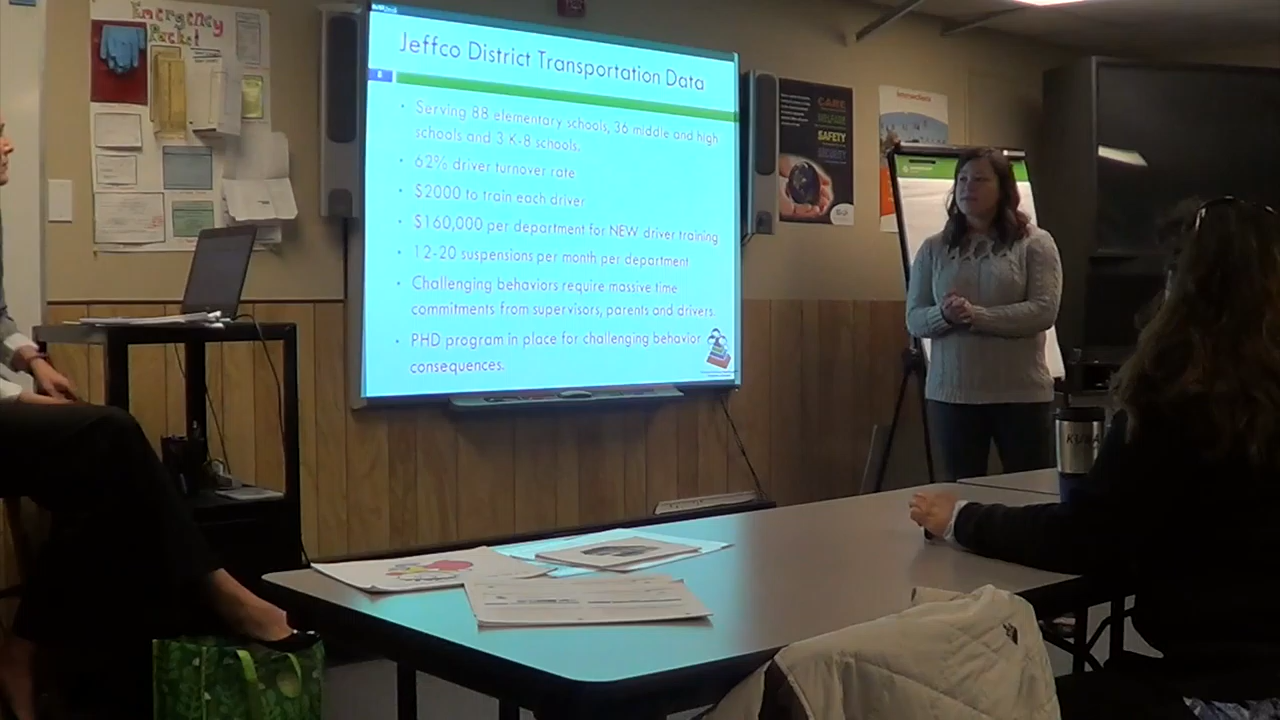 Emergency
Packet
Jeffco District Transportation Data
8
• Serving 88 elementary schools, 36 middle and high
schools and 3 K-8 schools.
• 62% driver turnover rate
• $2000 to train each driver
• $160,000 per department for NEW driver training
• 12-20 suspensions per month per department
• Challenging behaviors require massive time
commitments from supervisors, parents and drivers.
• PHD program in place for challenging behavior
consequences.
CARE
WELFARE
SAFETY
SECURITY
Intersections